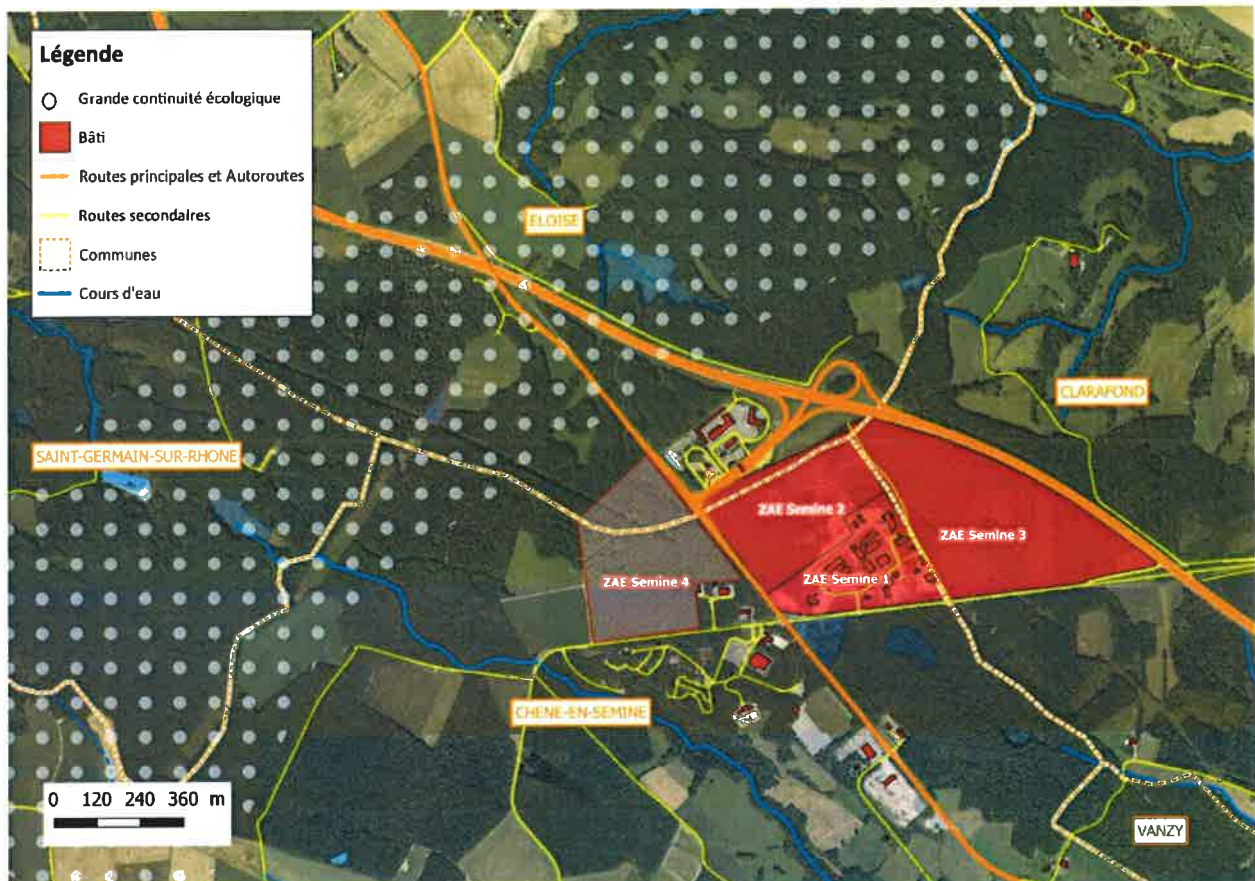 Légende
Grande continuité écologique
Bâti
Routes principales et Autoroutes
Routes secondaires
Communes
Cours d'eau
ELOISE
CLARAFOND
SAINT-GERMAIN-SUR-RHONE
ZAE Semine 2
ZAE Semine 3
ZAE Semine 4
ZAE Semine 1
CHENE-EN-SEMINE
0 120 240 360 m
VANZY